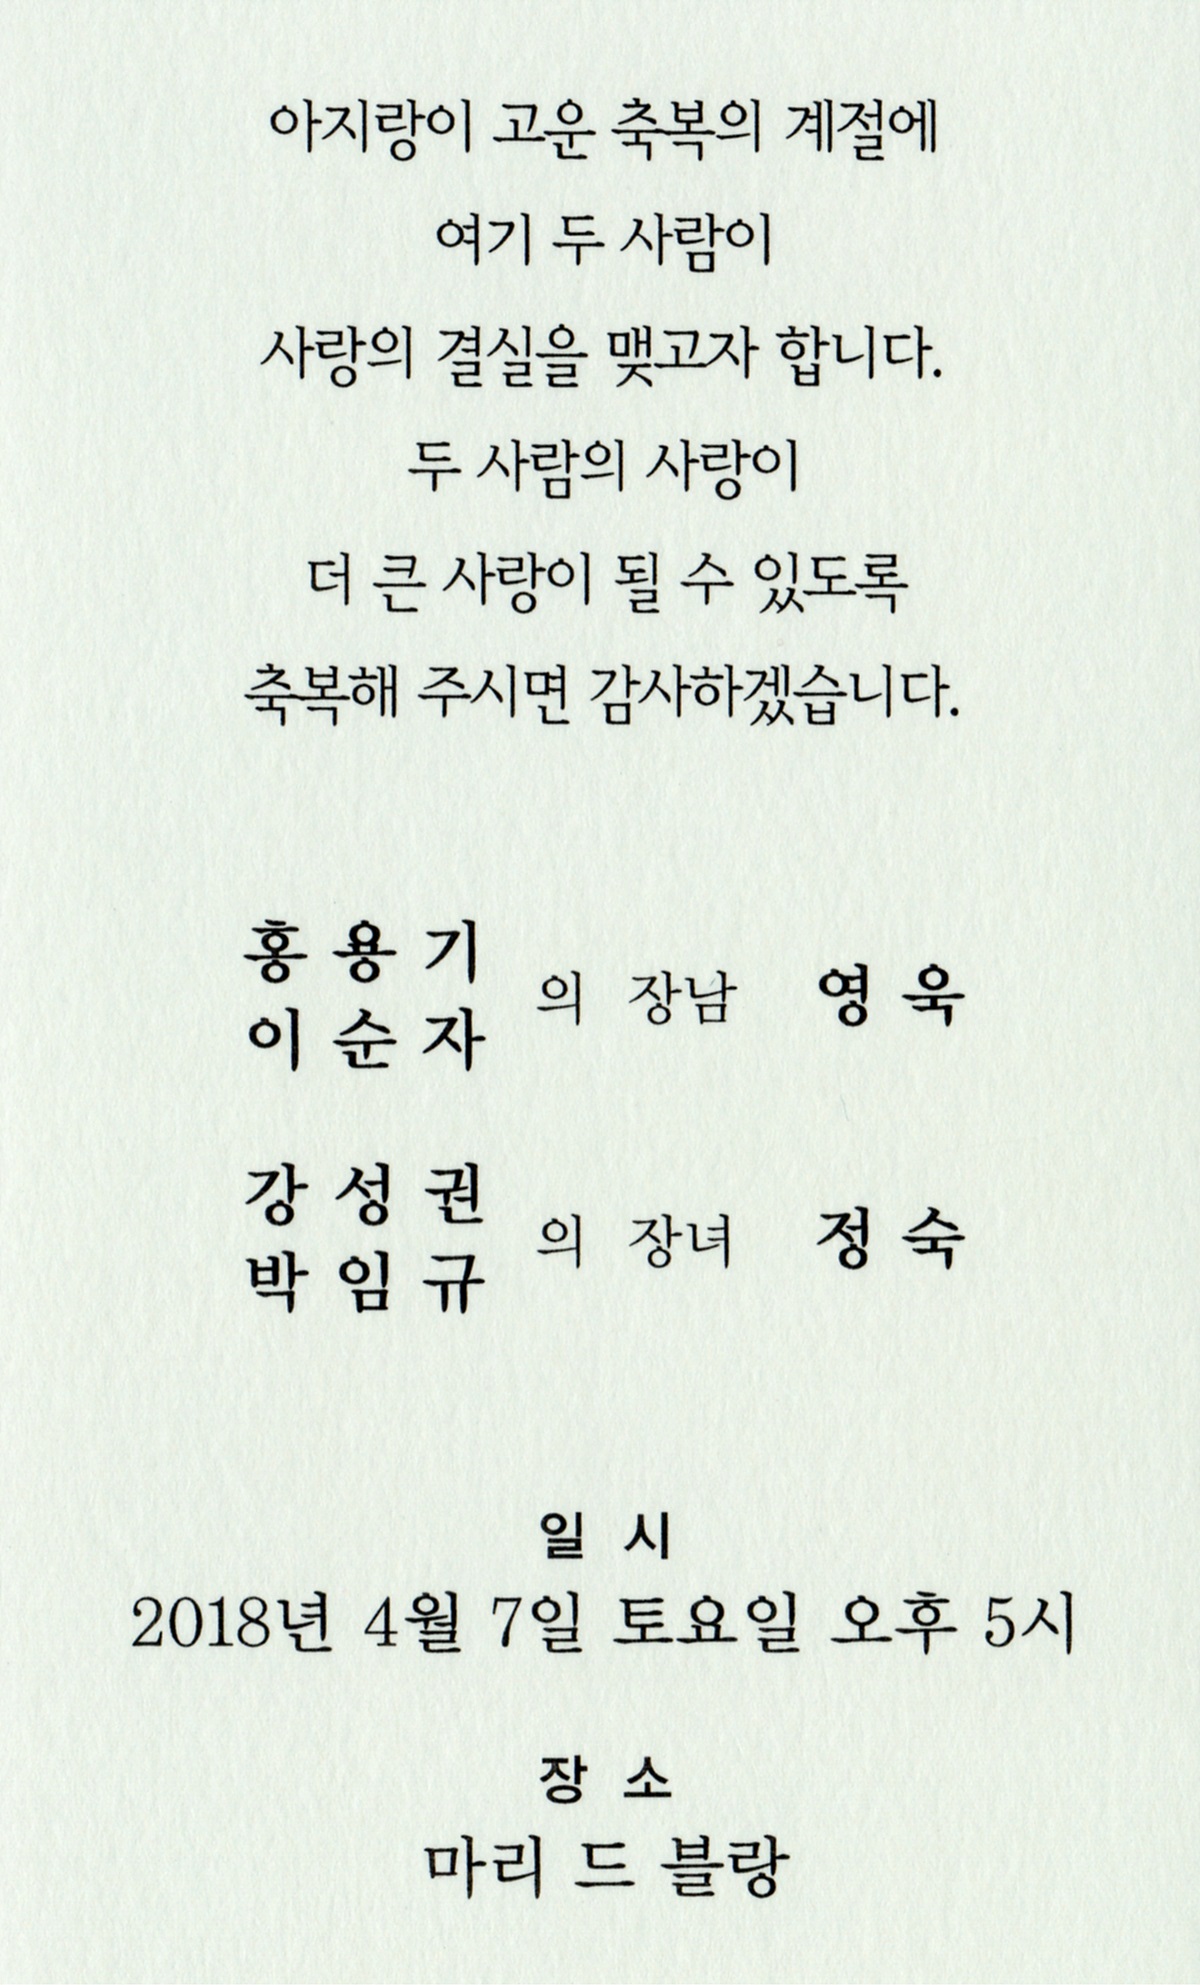 아지랑이 고운 축복의 계절에
여기 두 사람이
사랑의 결실을 맺고자 합니다.
두 사람의 사랑이
더 큰 사랑이 될 수 있도록
축복해 주시면 감사하겠습니다.
홍용기
이순자
의 장남 영욱
강성권
박임규
의 장녀 정숙
일 시
2018년 4월 7일 토요일 오후 5시
장 소
마리 드 블랑